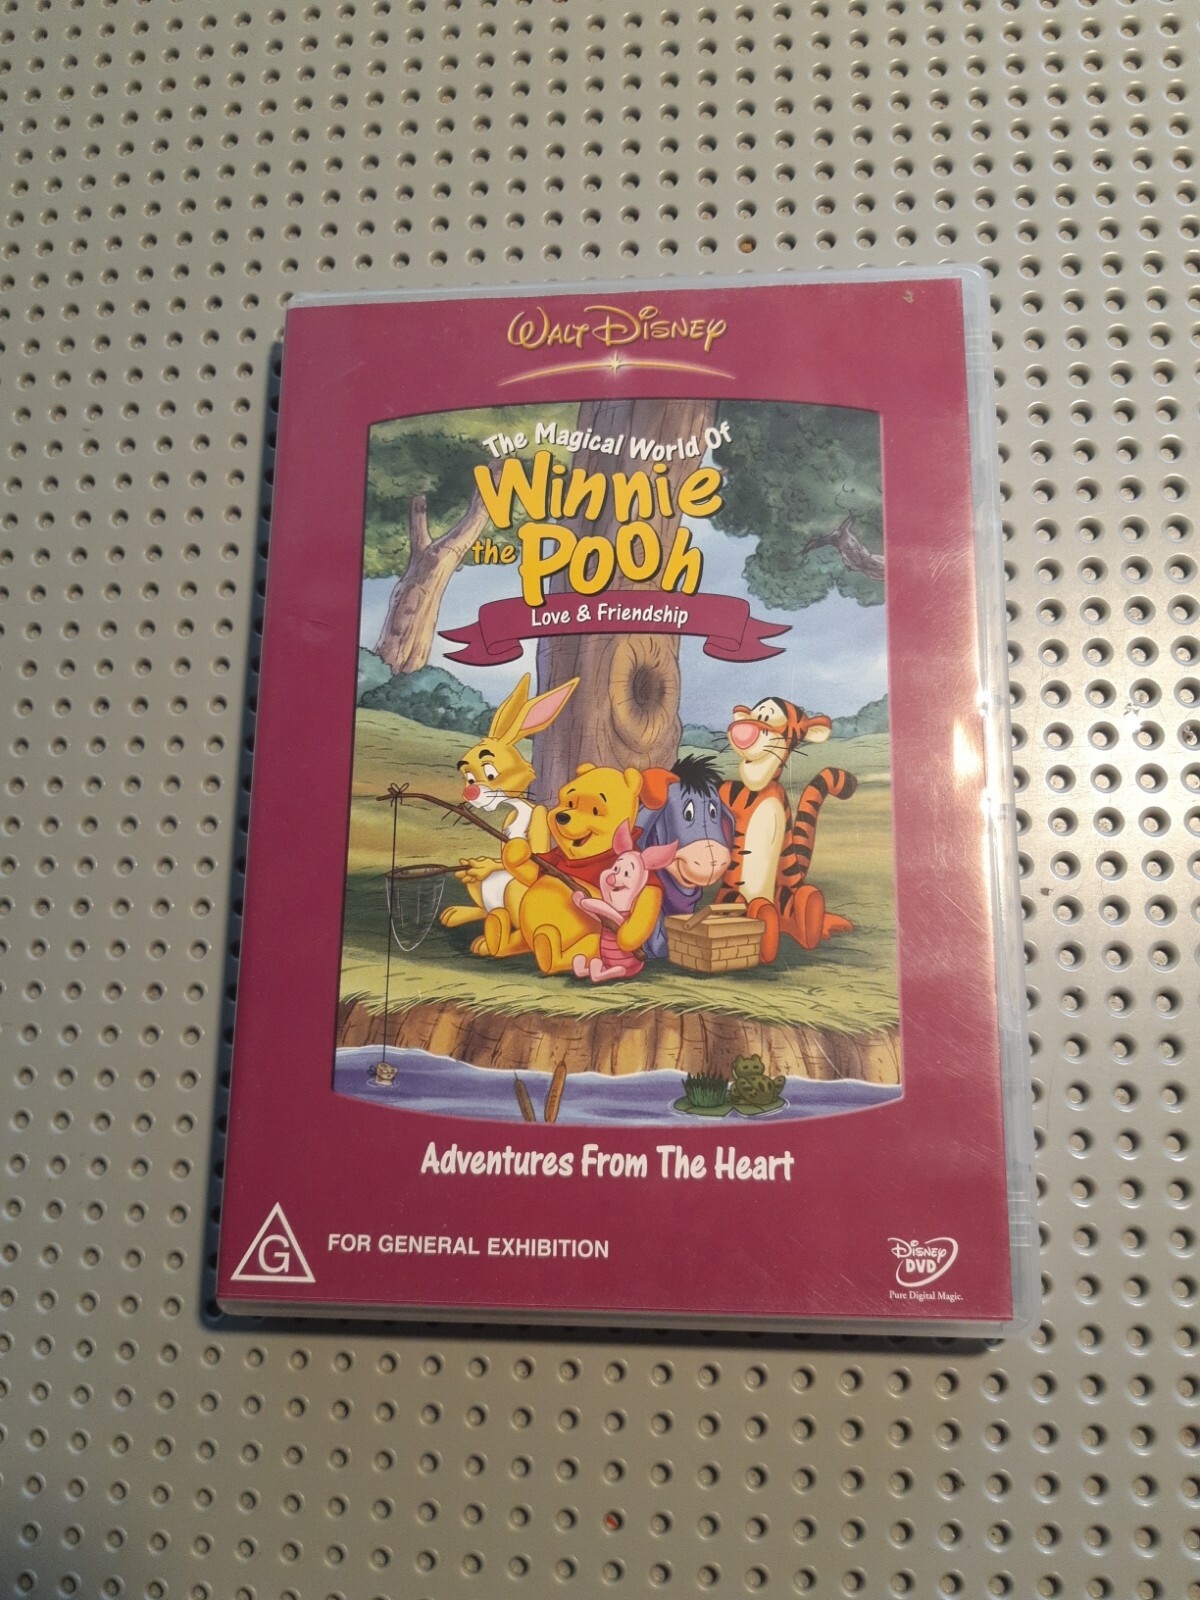 WALT DISNEY
The Magical World Of
Winnie
the Pooh
Love & Friendship
Adventures From The Heart
G FOR GENERAL EXHIBITION
DISNEY
DVD
Pure Digital Magic.